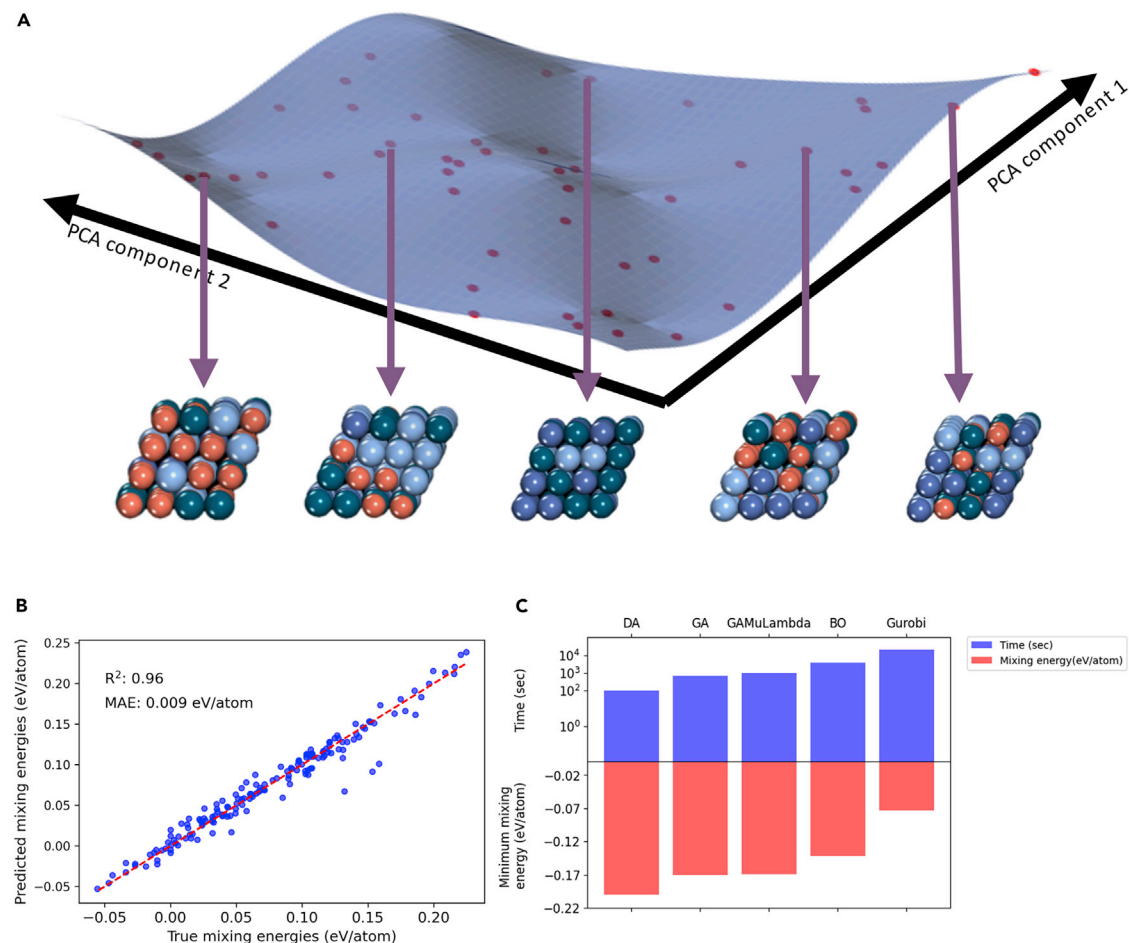 A
PCA component 1
PCA component 2
B
Predicted mixing energies (eV/atom)
0.25
0.20
0.15
0.10
0.05
0.00
−0.05
R²: 0.96
MAE: 0.009 eV/atom
−0.05
0.00
0.05
0.10
0.15
0.20
True mixing energies (eV/atom)
C
DA
GA
GAMuLambda
BO
Gurobi
Time (sec)
10⁴
10³
10²
10⁰
Minimum mixing
energy (eV/atom)
−0.02
−0.07
−0.12
−0.17
−0.22
Time (sec)
Mixing energy(eV/atom)